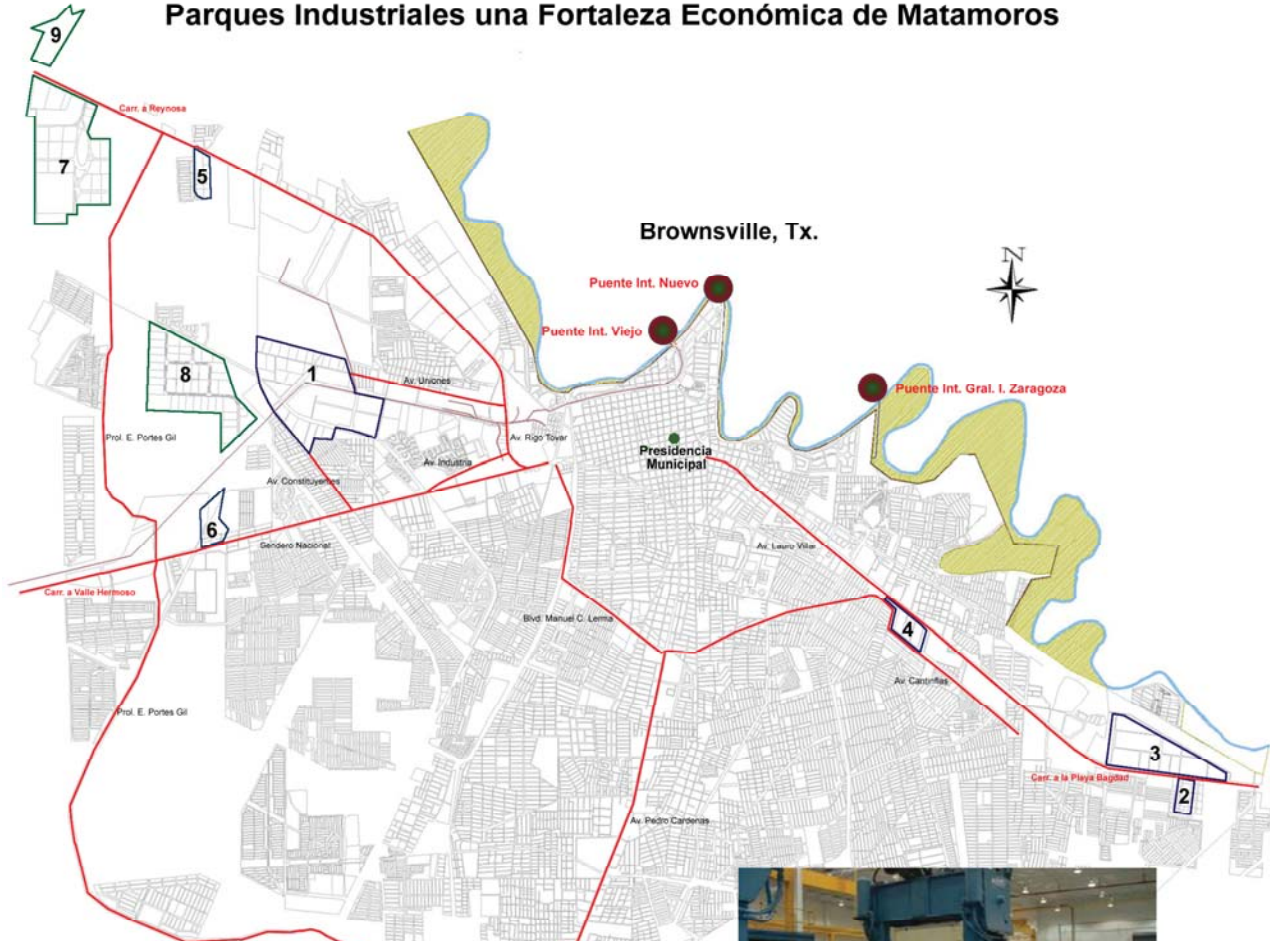 Parques Industriales una Fortaleza Económica de Matamoros
9
Carr. a Reynosa
7
5
Brownsville, Tx.
N
Puente Int. Nuevo
Puente Int. Viejo
8
1
Av. Uniones
Puente Int. Gral. I. Zaragoza
Prol. E. Portes Gil
Av. Rigo Tovar
Presidencia
Municipal
Av. Industria
Av. Constituyentes
6
Sendero Nacional
Av. Lauro Villar
Carr. a Valle Hermoso
Blvd. Manuel C. Lerma
4
Av. Cantinflas
Prol. E. Portes Gil
3
Carr. a la Playa Bagdad
2
Av. Pedro Cardenas